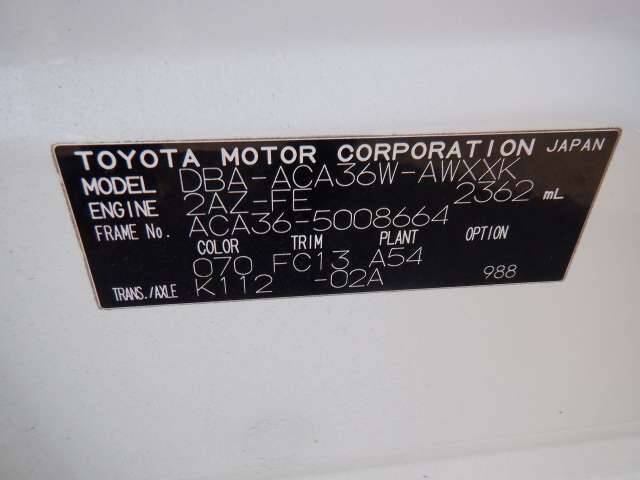 TOYOTA MOTOR CORPORATION JAPAN
MODEL DBA-ACA36W-AWXXK
ENGINE 2AZ-FE 2362 mL
FRAME No. ACA36-5008664
COLOR TRIM PLANT OPTION
070 FC13 A54
TRANS./AXLE K112 -02A 988